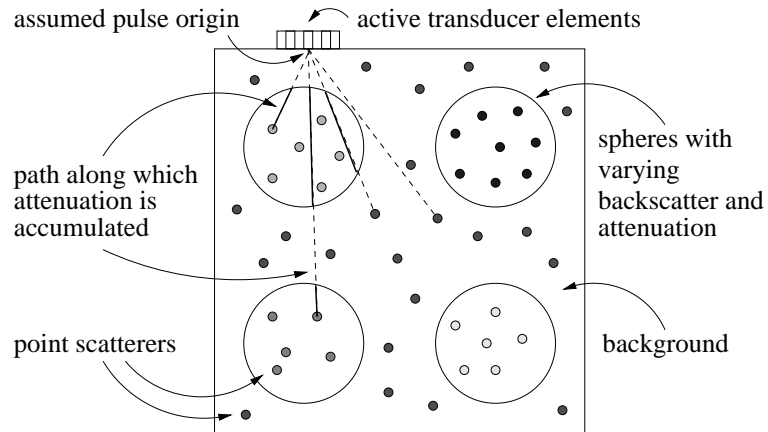 assumed pulse origin
active transducer elements
path along which
attenuation is
accumulated
spheres with
varying
backscatter and
attenuation
point scatterers
background